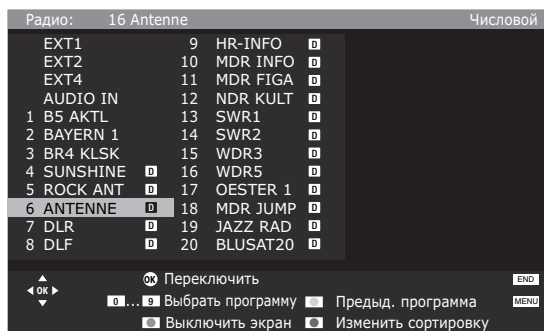 Радио: 16 Antenne Числовой
EXT1
EXT2
EXT4
AUDIO IN
1 B5 AKTL
2 BAYERN 1
3 BR4 KLSK
4 SUNSHINE D
5 ROCK ANT D
6 ANTENNE D
7 DLR D
8 DLF D
9 HR-INFO D
10 MDR INFO D
11 MDR FIGA D
12 NDR KULT D
13 SWR1 D
14 SWR2 D
15 WDR3 D
16 WDR5 D
17 OESTER 1 D
18 MDR JUMP D
19 JAZZ RAD D
20 BLUSAT20 D
OK
OK Переключить END
0 ... 9 Выбрать программу Предыд. программа MENU
Выключить экран Изменить сортировку